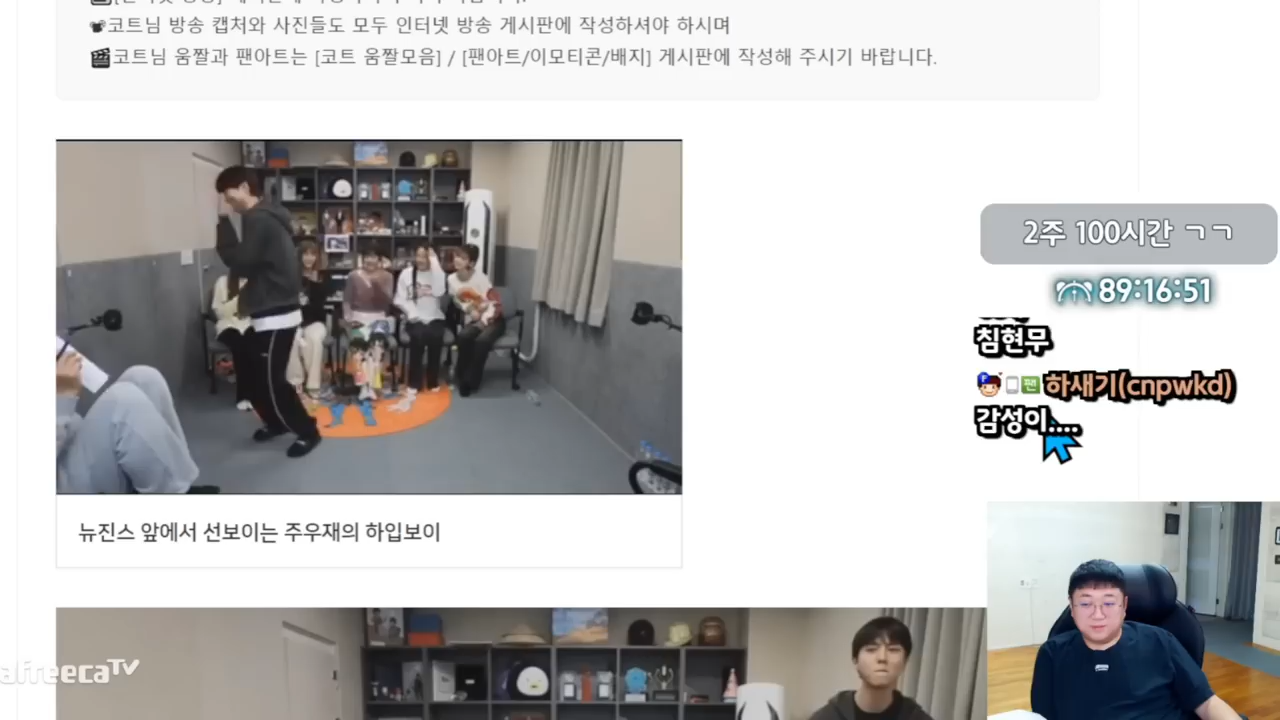 코트님 방송 캡처와 사진들도 모두 인터넷 방송 게시판에 작성하셔야 하시며
코트님 움짤과 팬아트는 [코트 움짤모음] / [팬아트/이모티콘/배지] 게시판에 작성해 주시기 바랍니다.
2주 100시간 ㄱㄱ
89:16:51
침현무
팬 하새기(cnpwkd)
감성이....
뉴진스 앞에서 선보이는 주우재의 하입보이
afreecaTV